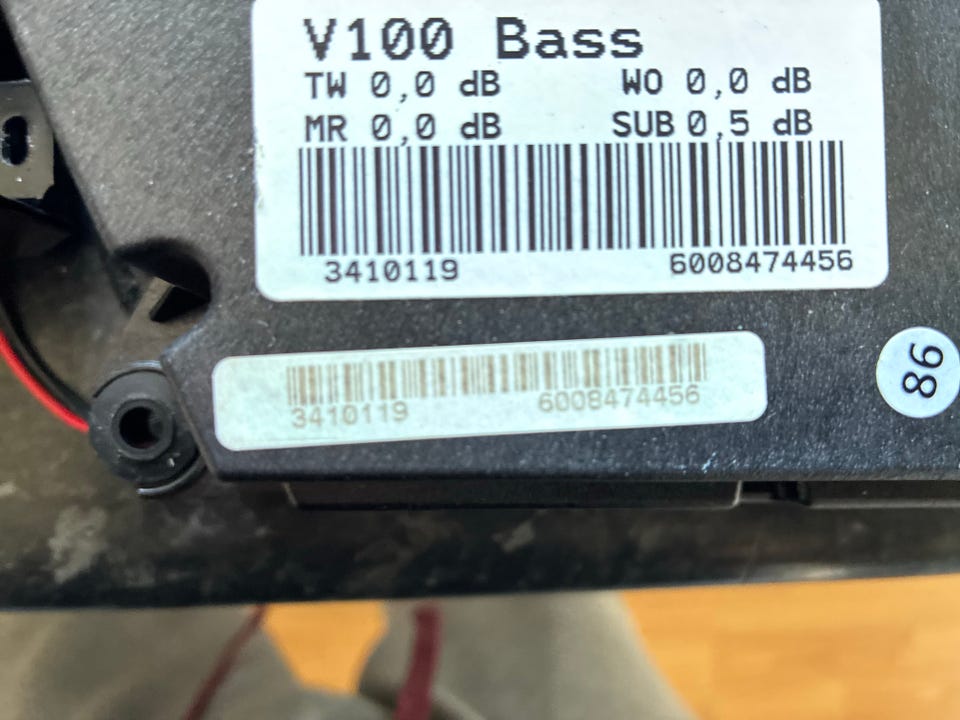 V100 Bass
TW 0,0 dB WO 0,0 dB
MR 0,0 dB SUB 0,5 dB
3410119 6008474456
3410119 6008474456
86